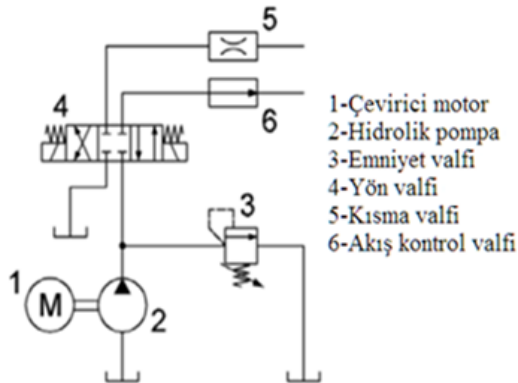 5
4
6
1-Çevirici motor
2-Hidrolik pompa
3-Emniyet valfi
4-Yön valfi
5-Kısma valfi
6-Akış kontrol valfi
3
1
M
2